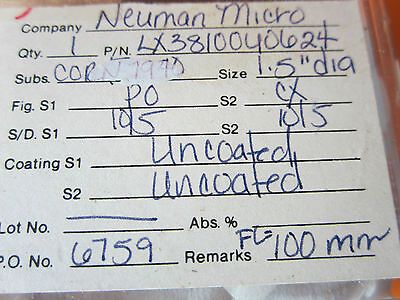 Company Neuman Micro
Qty. 1 P/N. LX3810040624
Subs. CORN 7940 Size 1.5" dia
Fig. S1 PO S2 CX
S/D. S1 10/5 S2 10/5
Coating S1 Uncoated
S2 Uncoated
Lot No. Abs. %
P.O. No. 6759 Remarks FL=100 mm